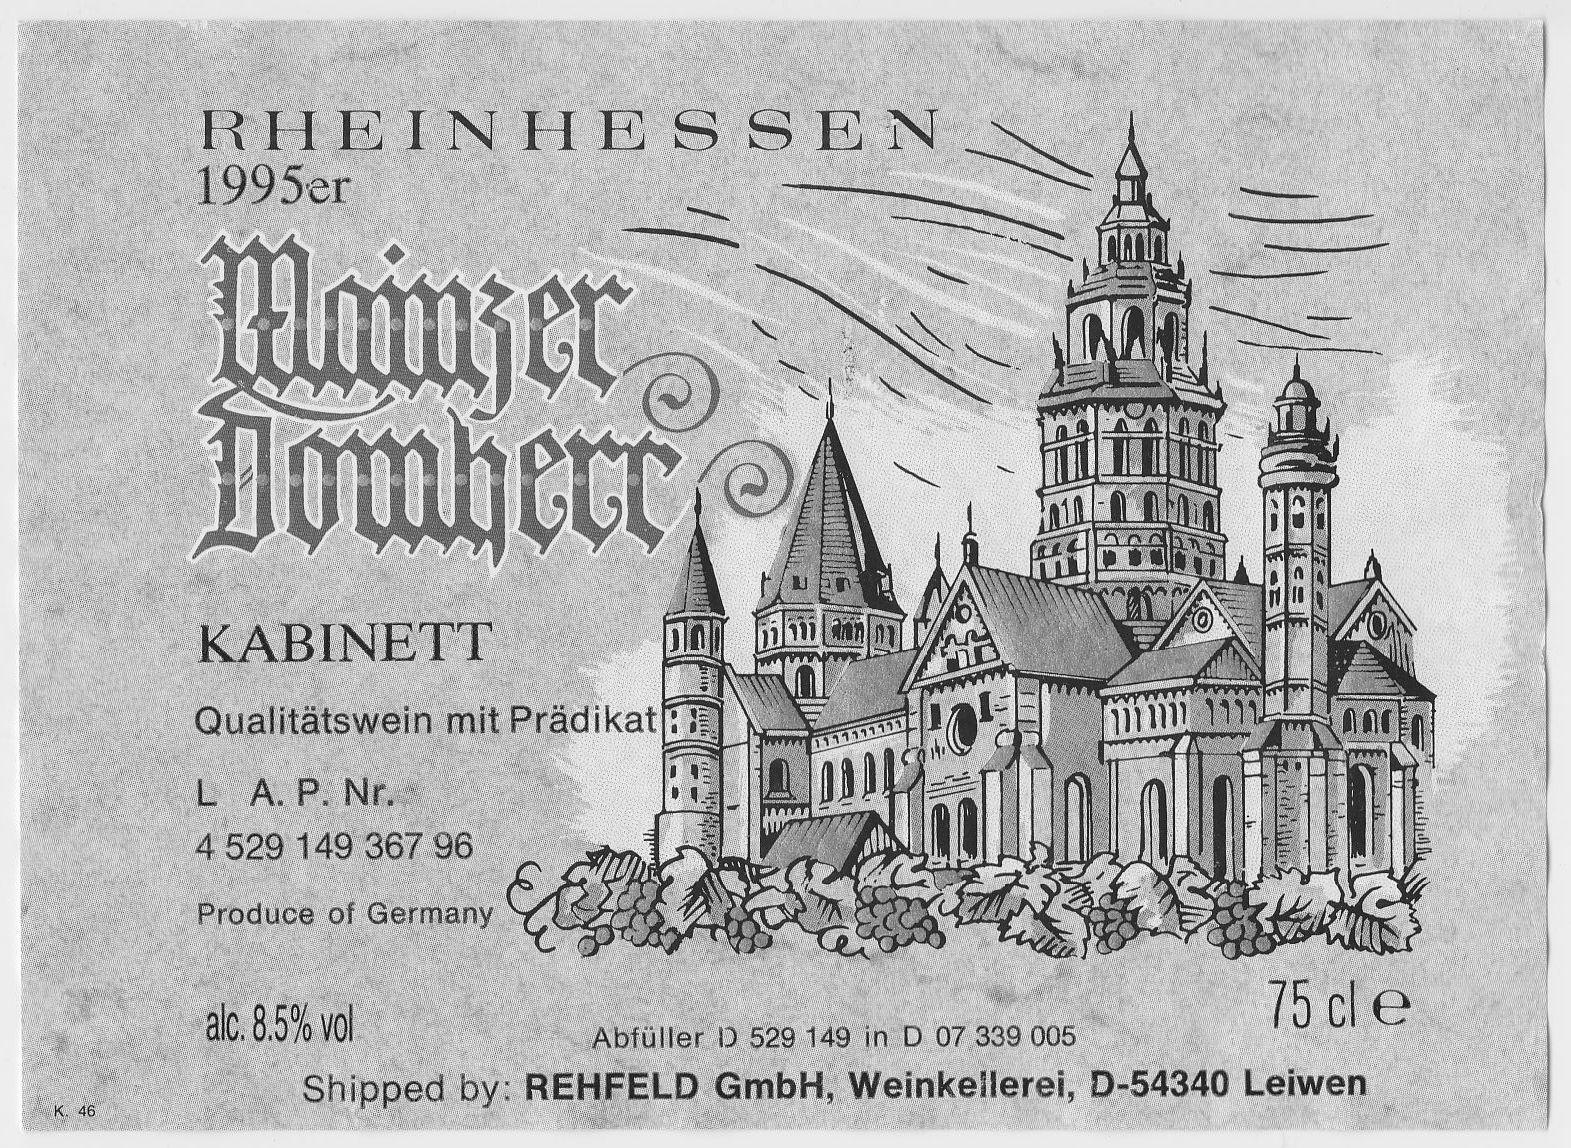 RHEINHESSEN
1995er
Mainzer
Domherr
KABINETT
Qualitätswein mit Prädikat
L A. P. Nr.
4 529 149 367 96
Produce of Germany
alc. 8.5% vol
75 cl e
Abfüller D 529 149 in D 07 339 005
Shipped by: REHFELD GmbH, Weinkellerei, D-54340 Leiwen
K. 46